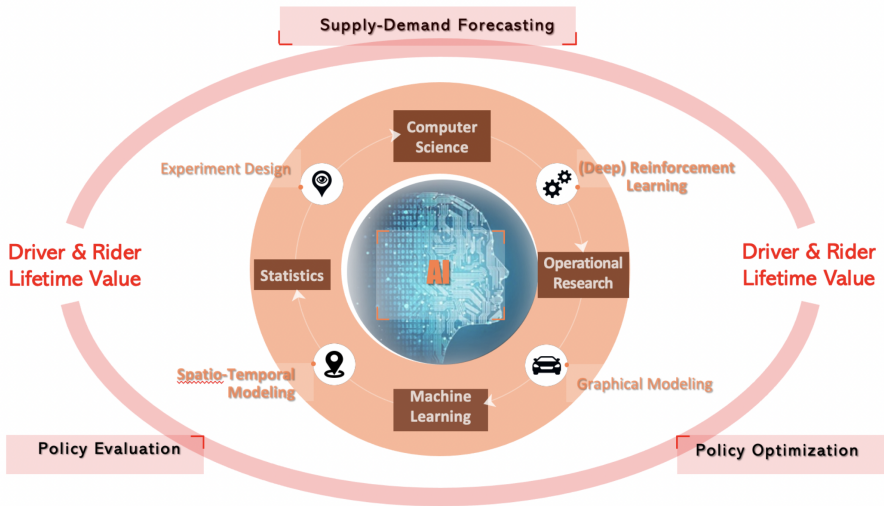 Supply-Demand Forecasting
Computer
Science
Experiment Design
(Deep) Reinforcement
Learning
Driver & Rider
Lifetime Value
Driver & Rider
Lifetime Value
Statistics
AI
Operational
Research
Spatio-Temporal
Modeling
Machine
Learning
Graphical Modeling
Policy Evaluation
Policy Optimization